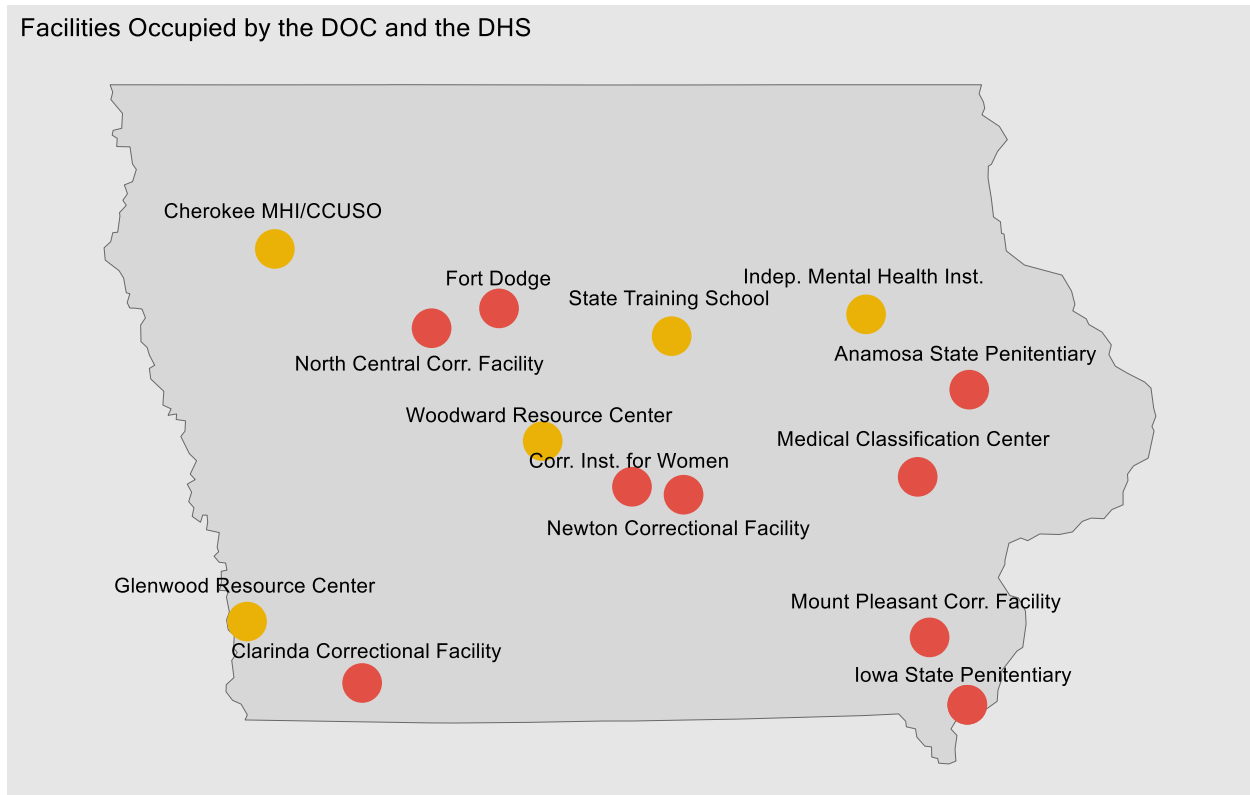 Facilities Occupied by the DOC and the DHS
Cherokee MHI/CCUSO
Fort Dodge
Indep. Mental Health Inst.
State Training School
North Central Corr. Facility
Anamosa State Penitentiary
Woodward Resource Center
Medical Classification Center
Corr. Inst. for Women
Newton Correctional Facility
Glenwood Resource Center
Mount Pleasant Corr. Facility
Clarinda Correctional Facility
Iowa State Penitentiary